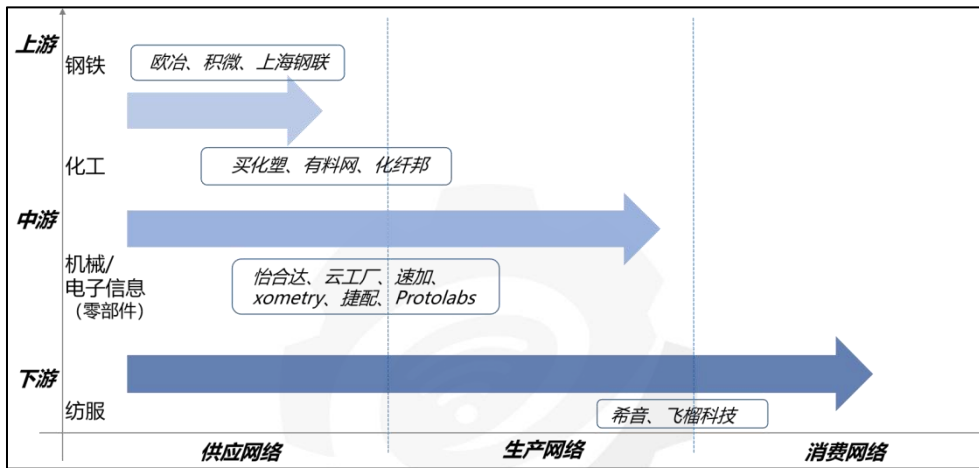 上游
钢铁
欧冶、积微、上海钢联
化工
买化塑、有料网、化纤邦
中游
机械/
电子信息
（零部件）
怡合达、云工厂、速加、
xometry、捷配、Protolabs
下游
纺服
希音、飞榴科技
供应网络
生产网络
消费网络